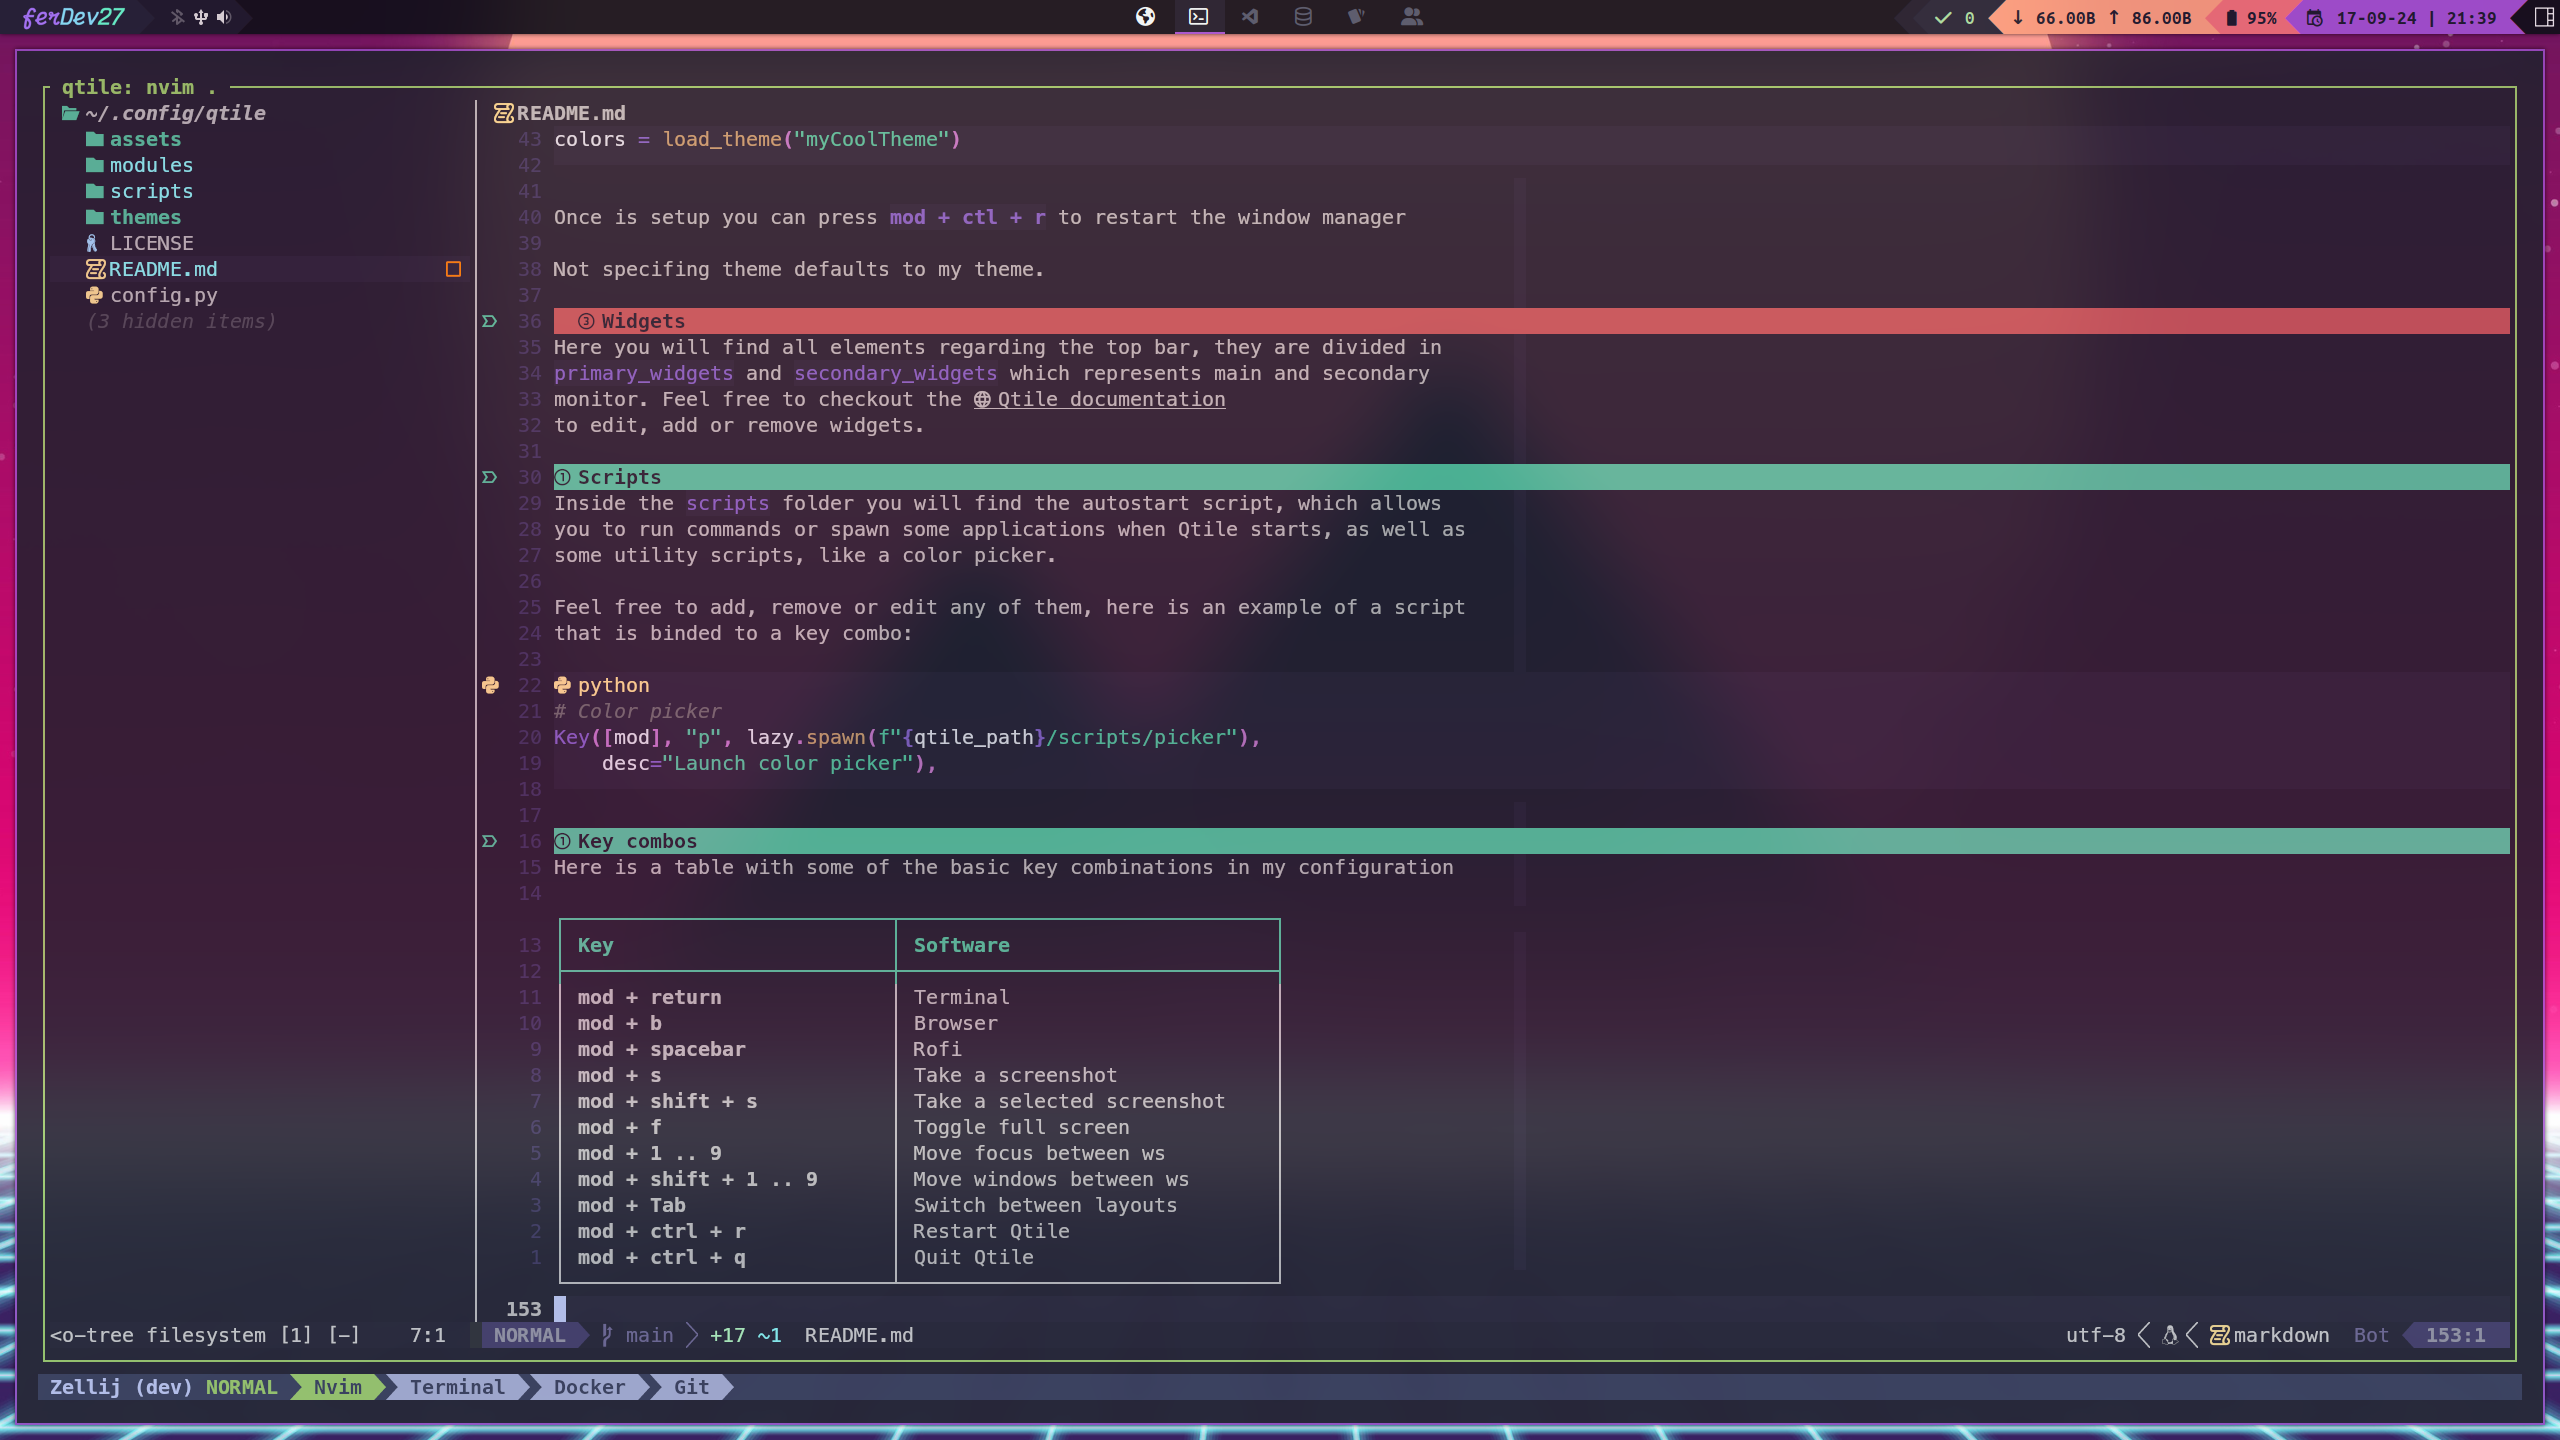 ferDev27
0 ↓ 66.00B ↑ 86.00B 95% 17-09-24 | 21:39
qtile: nvim .
~/.config/qtile
assets
modules
scripts
themes
LICENSE
README.md
config.py
(3 hidden items)
README.md
43 colors = load_theme("myCoolTheme")
42
41
40 Once is setup you can press mod + ctl + r to restart the window manager
39
38 Not specifing theme defaults to my theme.
37
36 ③ Widgets
35 Here you will find all elements regarding the top bar, they are divided in
34 primary_widgets and secondary_widgets which represents main and secondary
33 monitor. Feel free to checkout the Qtile documentation
32 to edit, add or remove widgets.
31
30 ① Scripts
29 Inside the scripts folder you will find the autostart script, which allows
28 you to run commands or spawn some applications when Qtile starts, as well as
27 some utility scripts, like a color picker.
26
25 Feel free to add, remove or edit any of them, here is an example of a script
24 that is binded to a key combo:
23
22 python
21 # Color picker
20 Key([mod], "p", lazy.spawn(f"{qtile_path}/scripts/picker"),
19 desc="Launch color picker"),
18
17
16 ① Key combos
15 Here is a table with some of the basic key combinations in my configuration
14
13 Key Software
12
11 mod + return Terminal
10 mod + b Browser
9 mod + spacebar Rofi
8 mod + s Take a screenshot
7 mod + shift + s Take a selected screenshot
6 mod + f Toggle full screen
5 mod + 1 .. 9 Move focus between ws
4 mod + shift + 1 .. 9 Move windows between ws
3 mod + Tab Switch between layouts
2 mod + ctrl + r Restart Qtile
1 mod + ctrl + q Quit Qtile
153
<o-tree filesystem [1] [-] 7:1 NORMAL main +17 ~1 README.md utf-8 markdown Bot 153:1
Zellij (dev) NORMAL Nvim Terminal Docker Git